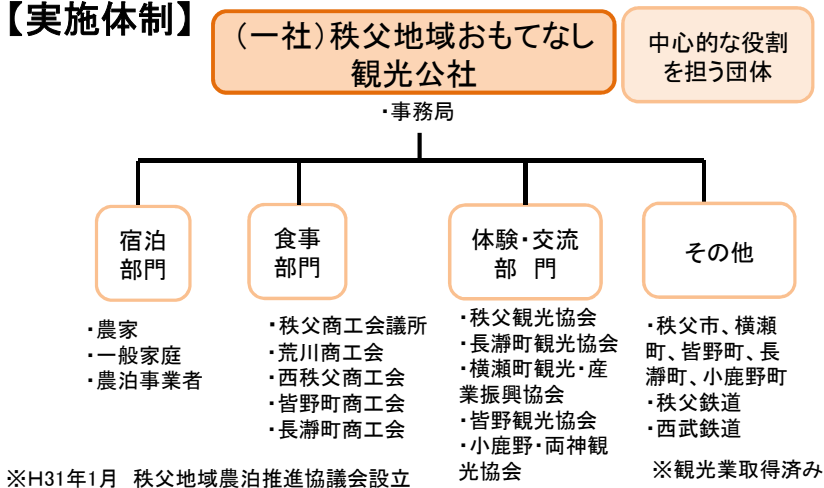 【実施体制】
(一社)秩父地域おもてなし
観光公社
中心的な役割
を担う団体
・事務局
宿泊
部門
食事
部門
体験・交流
部 門
その他
・農家
・一般家庭
・農泊事業者
・秩父商工会議所
・荒川商工会
・西秩父商工会
・皆野町商工会
・長瀞町商工会
・秩父観光協会
・長瀞町観光協会
・横瀬町観光・産
業振興協会
・皆野観光協会
・小鹿野・両神観
光協会
・秩父市、横瀬
町、皆野町、長
瀞町、小鹿野町
・秩父鉄道
・西武鉄道
※H31年1月 秩父地域農泊推進協議会設立
※観光業取得済み